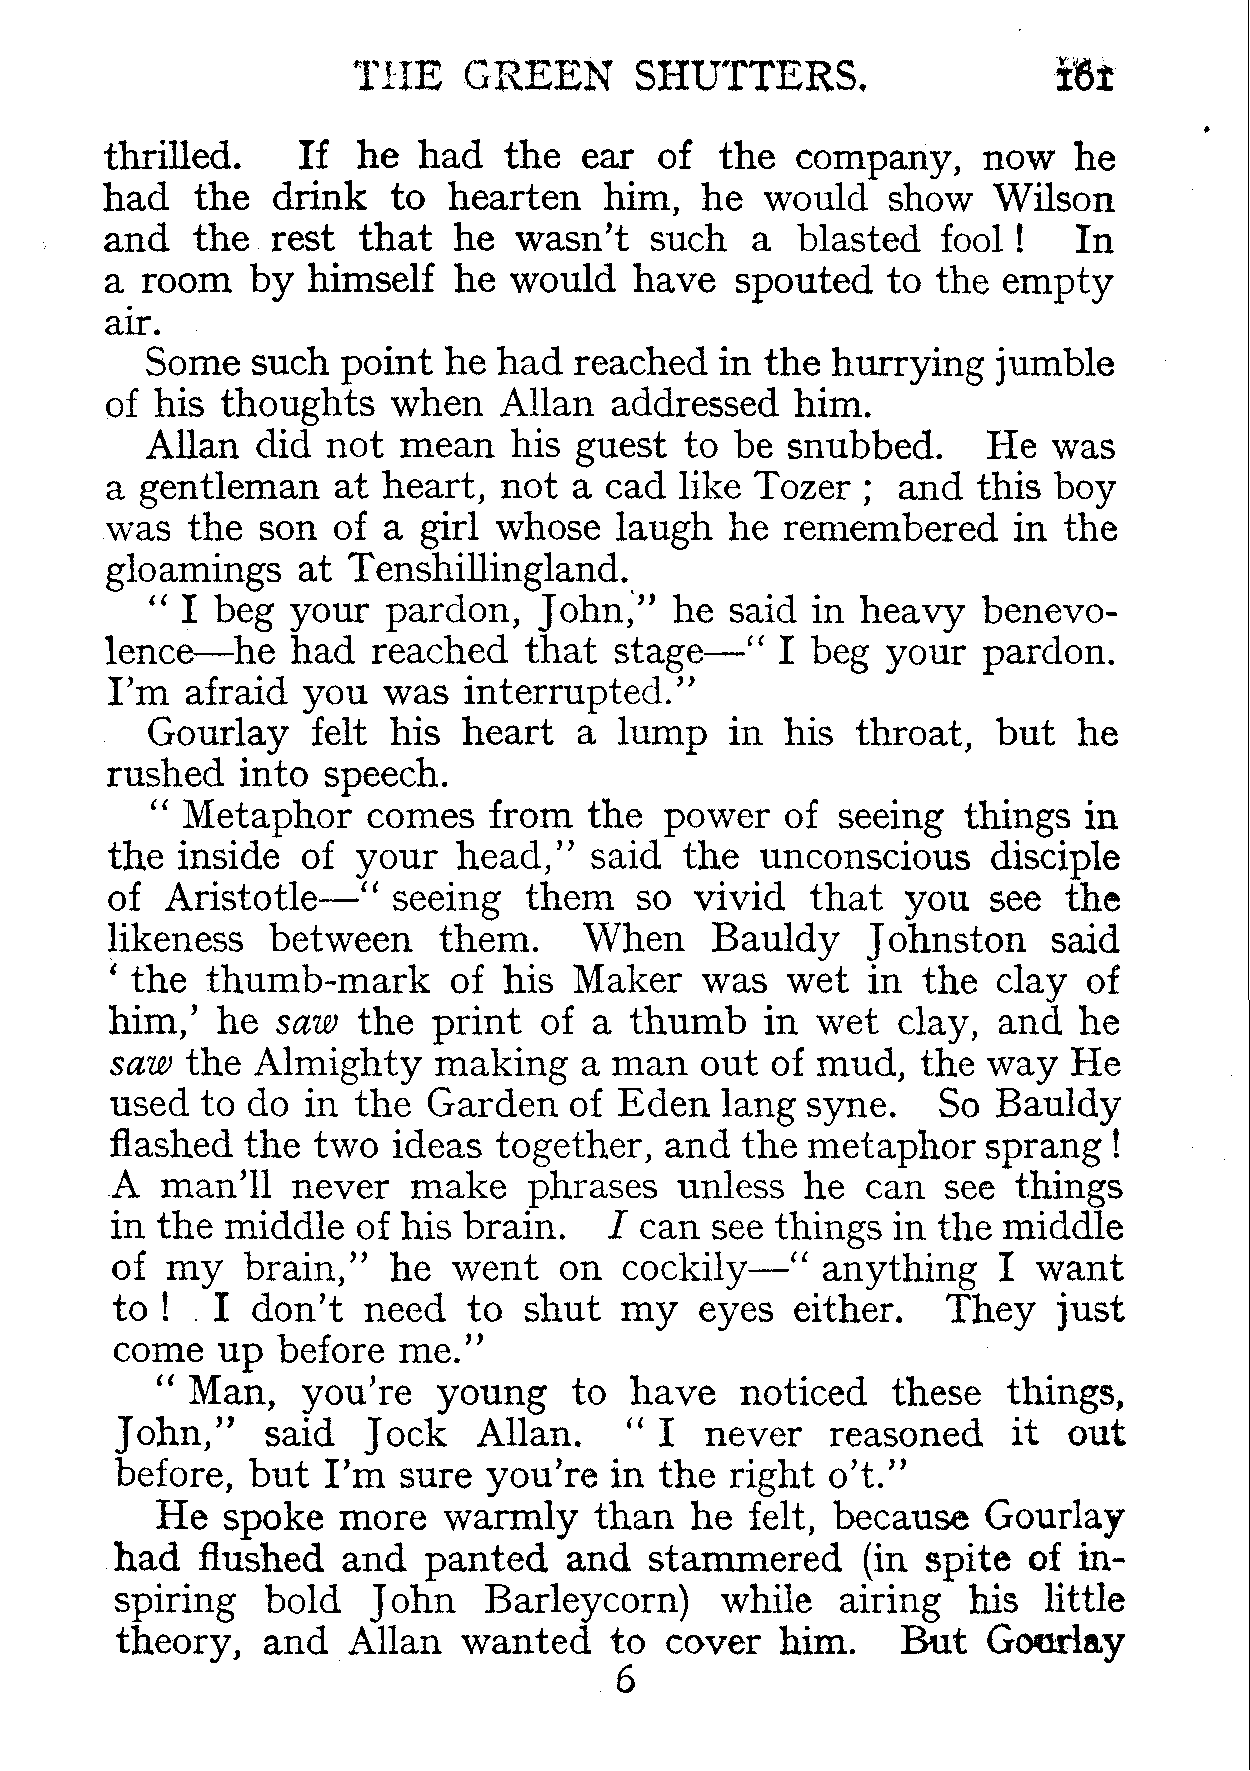 THE GREEN SHUTTERS. 161
thrilled. If he had the ear of the company, now he
had the drink to hearten him, he would show Wilson
and the rest that he wasn't such a blasted fool ! In
a room by himself he would have spouted to the empty
air.
Some such point he had reached in the hurrying jumble
of his thoughts when Allan addressed him.
Allan did not mean his guest to be snubbed. He was
a gentleman at heart, not a cad like Tozer ; and this boy
was the son of a girl whose laugh he remembered in the
gloamings at Tenshillingland.
“ I beg your pardon, John,” he said in heavy benevo-
lence—he had reached that stage—“ I beg your pardon.
I'm afraid you was interrupted.”
Gourlay felt his heart a lump in his throat, but he
rushed into speech.
“ Metaphor comes from the power of seeing things in
the inside of your head,” said the unconscious disciple
of Aristotle—“ seeing them so vivid that you see the
likeness between them. When Bauldy Johnston said
‘ the thumb-mark of his Maker was wet in the clay of
him,’ he saw the print of a thumb in wet clay, and he
saw the Almighty making a man out of mud, the way He
used to do in the Garden of Eden lang syne. So Bauldy
flashed the two ideas together, and the metaphor sprang !
A man'll never make phrases unless he can see things
in the middle of his brain. I can see things in the middle
of my brain,” he went on cockily—“ anything I want
to ! I don't need to shut my eyes either. They just
come up before me.”
“ Man, you're young to have noticed these things,
John,” said Jock Allan. “ I never reasoned it out
before, but I'm sure you're in the right o't.”
He spoke more warmly than he felt, because Gourlay
had flushed and panted and stammered (in spite of in-
spiring bold John Barleycorn) while airing his little
theory, and Allan wanted to cover him. But Gourlay
6